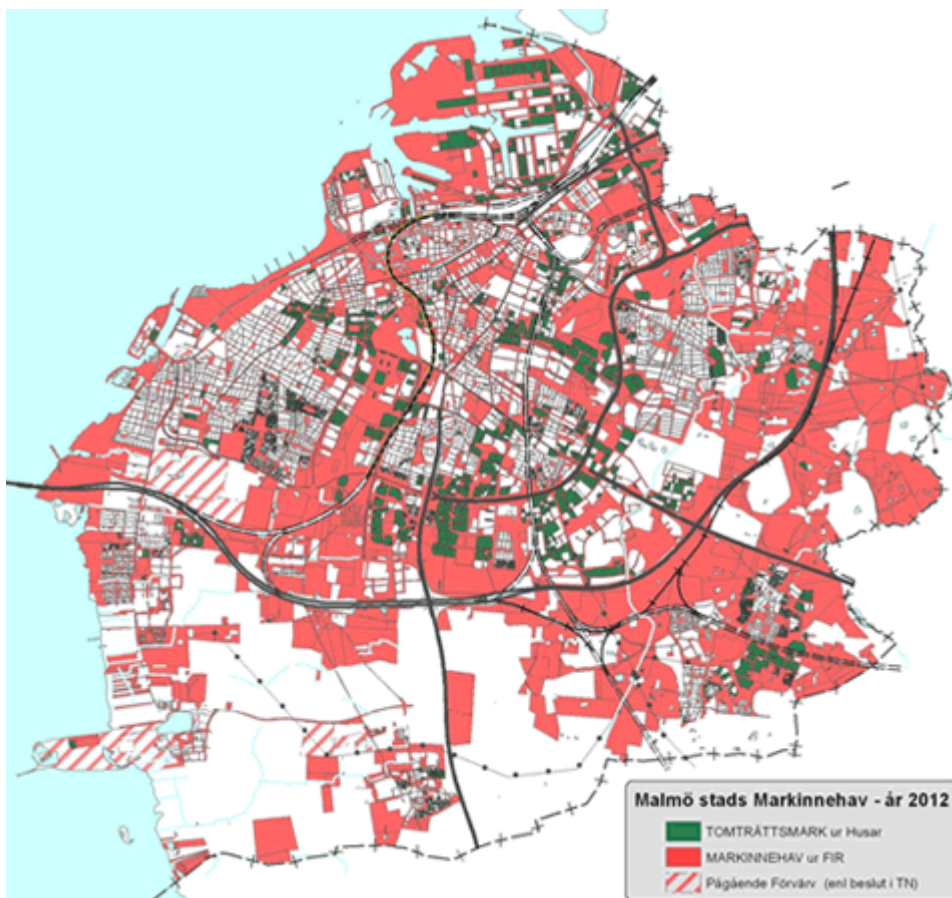 Malmö stads Markinnehav - år 2012
TOMTRÄTTSMARK ur Husar
MARKINNEHAV ur FIR
Pågående Förvärv (enl beslut i TN)